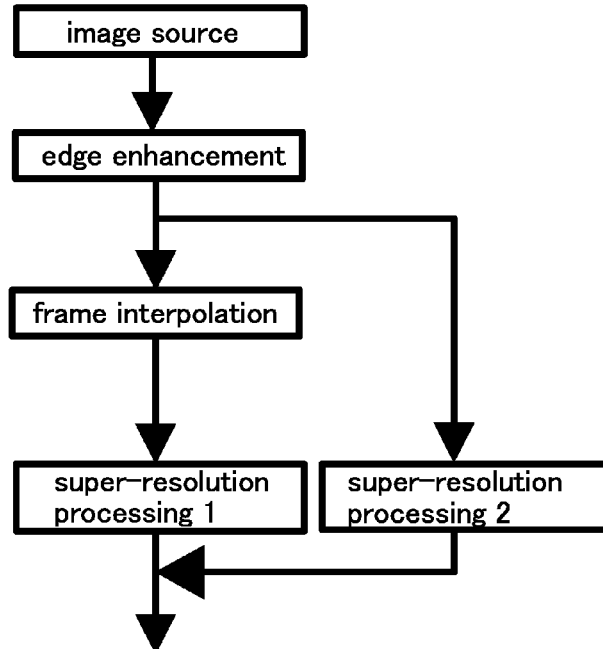 image source
edge enhancement
frame interpolation
super-resolution
processing 1
super-resolution
processing 2